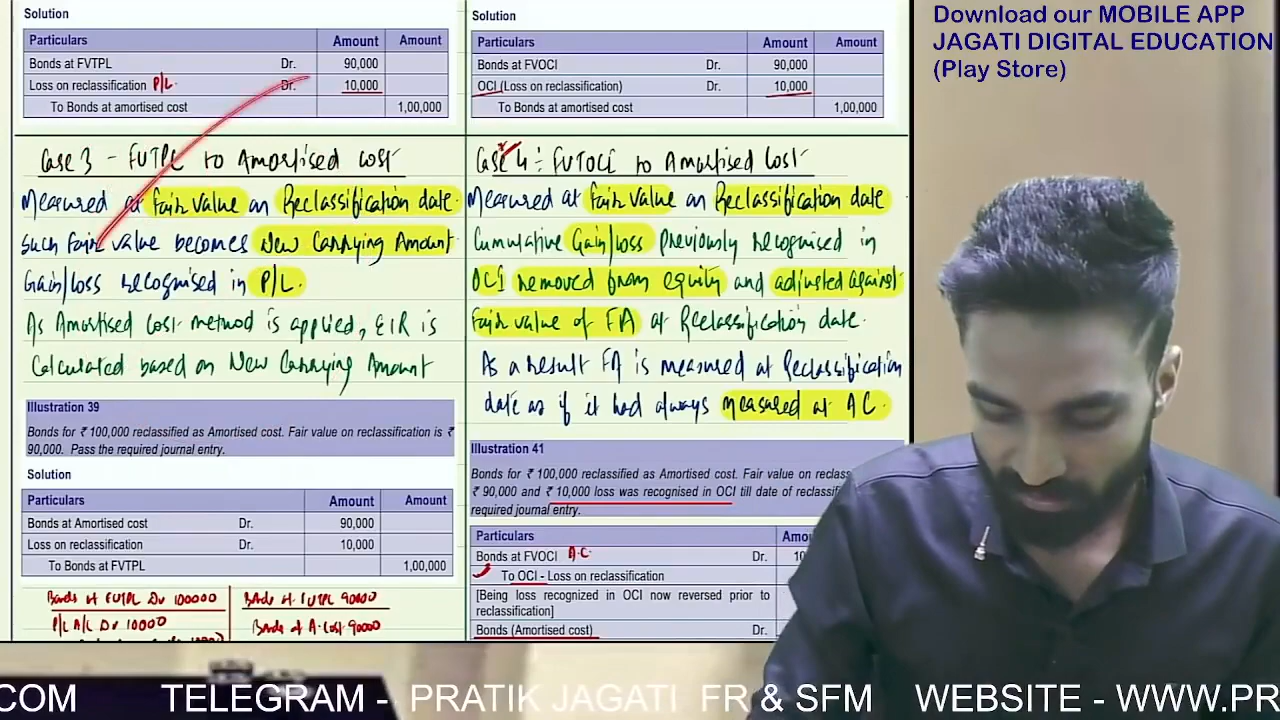 Solution
Particulars Amount Amount
Bonds at FVTPL Dr. 90,000
Loss on reclassification P/L Dr. 10,000
To Bonds at amortised cost 1,00,000
Case 3 - FVTPL to Amortised cost
Measured at fair value on Reclassification date.
Such fair value becomes New Carrying Amount
Gain/loss recognised in P/L.
As Amortised cost method is applied, EIR is
Calculated based on New Carrying Amount
Illustration 39
Bonds for ₹ 100,000 reclassified as Amortised cost. Fair value on reclassification is ₹
90,000. Pass the required journal entry.
Solution
Particulars Amount Amount
Bonds at Amortised cost Dr. 90,000
Loss on reclassification Dr. 10,000
To Bonds at FVTPL 1,00,000
Bonds at FVTPL Dr 100000
P/L A/c Dr 10000
Bonds at FVTPL 90000
Bonds at A. Cost 90000
Solution
Particulars Amount Amount
Bonds at FVOCI Dr. 90,000
OCI (Loss on reclassification) Dr. 10,000
To Bonds at amortised cost 1,00,000
Case 4 : FVTOCI to Amortised Cost
Measured at fair value on Reclassification date
Cumulative Gain/loss previously recognised in
OCI removed from equity and adjusted against
Fair value of FA at Reclassification date.
As a result FA is measured at Reclassification
date as if it had always measured at AC.
Illustration 41
Bonds for ₹ 100,000 reclassified as Amortised cost. Fair value on reclass
₹ 90,000 and ₹ 10,000 loss was recognised in OCI till date of reclassif
required journal entry.
Particulars Amo
Bonds at FVOCI A.C. Dr. 10
To OCI - Loss on reclassification
[Being loss recognized in OCI now reversed prior to
reclassification]
Bonds (Amortised cost) Dr.
Download our MOBILE APP
JAGATI DIGITAL EDUCATION
(Play Store)
COM TELEGRAM - PRATIK JAGATI FR & SFM WEBSITE - WWW.PR